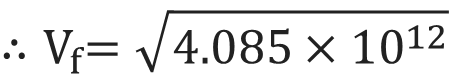 ∴ V_f= √(4.085 × 10^12)